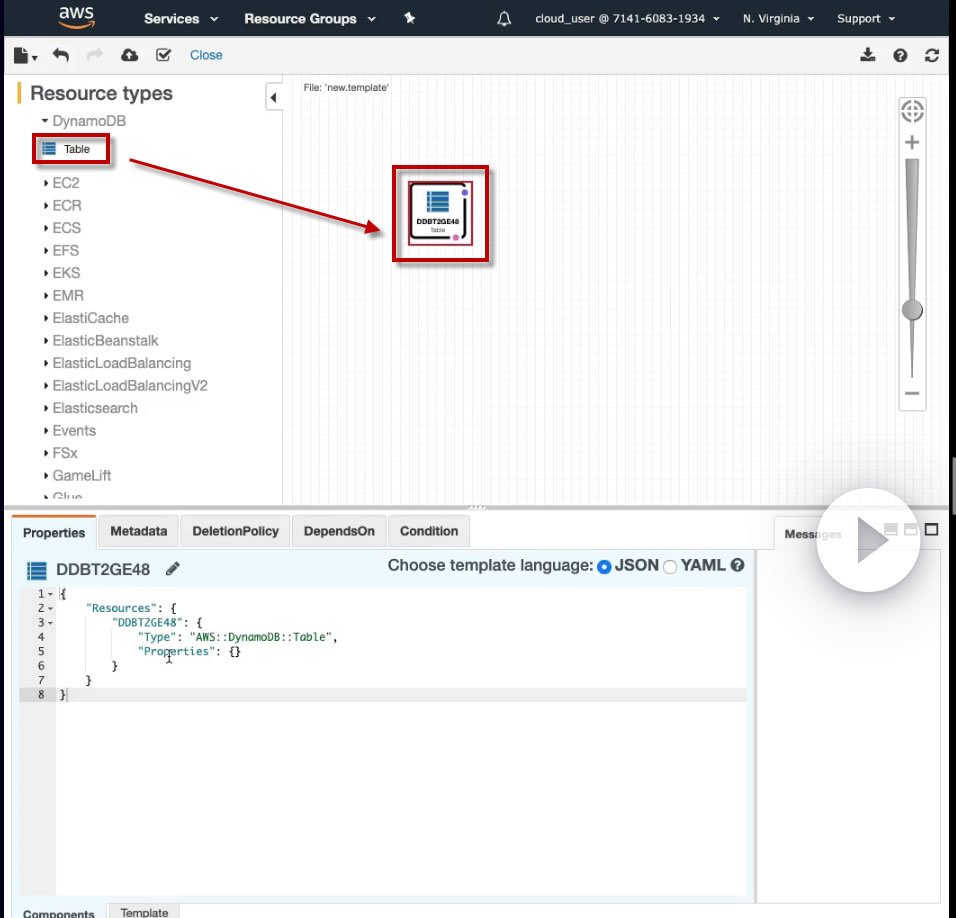 aws
Services
Resource Groups
cloud_user @ 7141-6083-1934
N. Virginia
Support
Close
Resource types
DynamoDB
Table
EC2
ECR
ECS
EFS
EKS
EMR
ElastiCache
ElasticBeanstalk
ElasticLoadBalancing
ElasticLoadBalancingV2
Elasticsearch
Events
FSx
GameLift
Glue
File: 'new.template'
DDBT2GE48
Table
Properties
Metadata
DeletionPolicy
DependsOn
Condition
Messages
DDBT2GE48
Choose template language: JSON YAML
1 {
2 "Resources": {
3 "DDBT2GE48": {
4 "Type": "AWS::DynamoDB::Table",
5 "Properties": {}
6 }
7 }
8 }
Components
Template